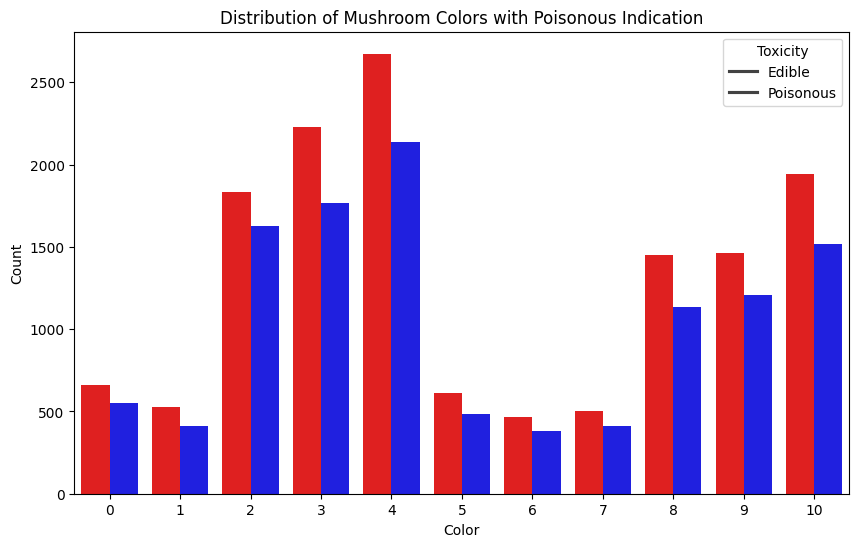 Distribution of Mushroom Colors with Poisonous Indication
Toxicity
Edible
Poisonous
2500
2000
1500
1000
500
0
Count
0 1 2 3 4 5 6 7 8 9 10
Color